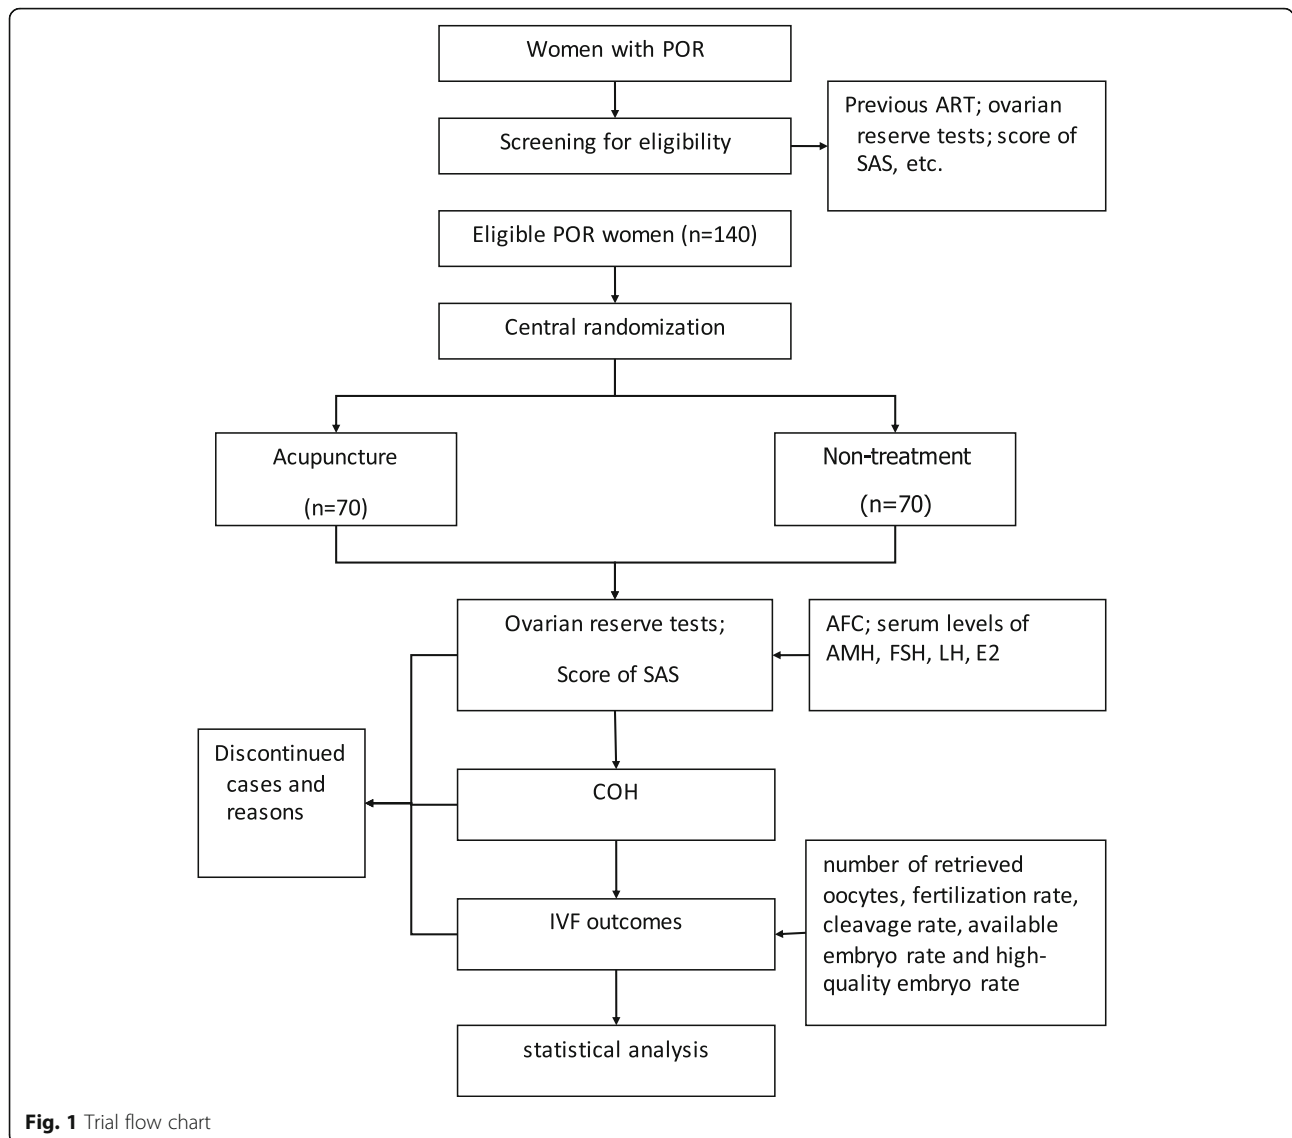 Women with POR
Screening for eligibility
Previous ART; ovarian
reserve tests; score of
SAS, etc.
Eligible POR women (n=140)
Central randomization
Acupuncture
(n=70)
Non-treatment
(n=70)
Ovarian reserve tests;
Score of SAS
AFC; serum levels of
AMH, FSH, LH, E2
Discontinued
cases and
reasons
COH
IVF outcomes
number of retrieved
oocytes, fertilization rate,
cleavage rate, available
embryo rate and high-
quality embryo rate
statistical analysis
Fig. 1 Trial flow chart